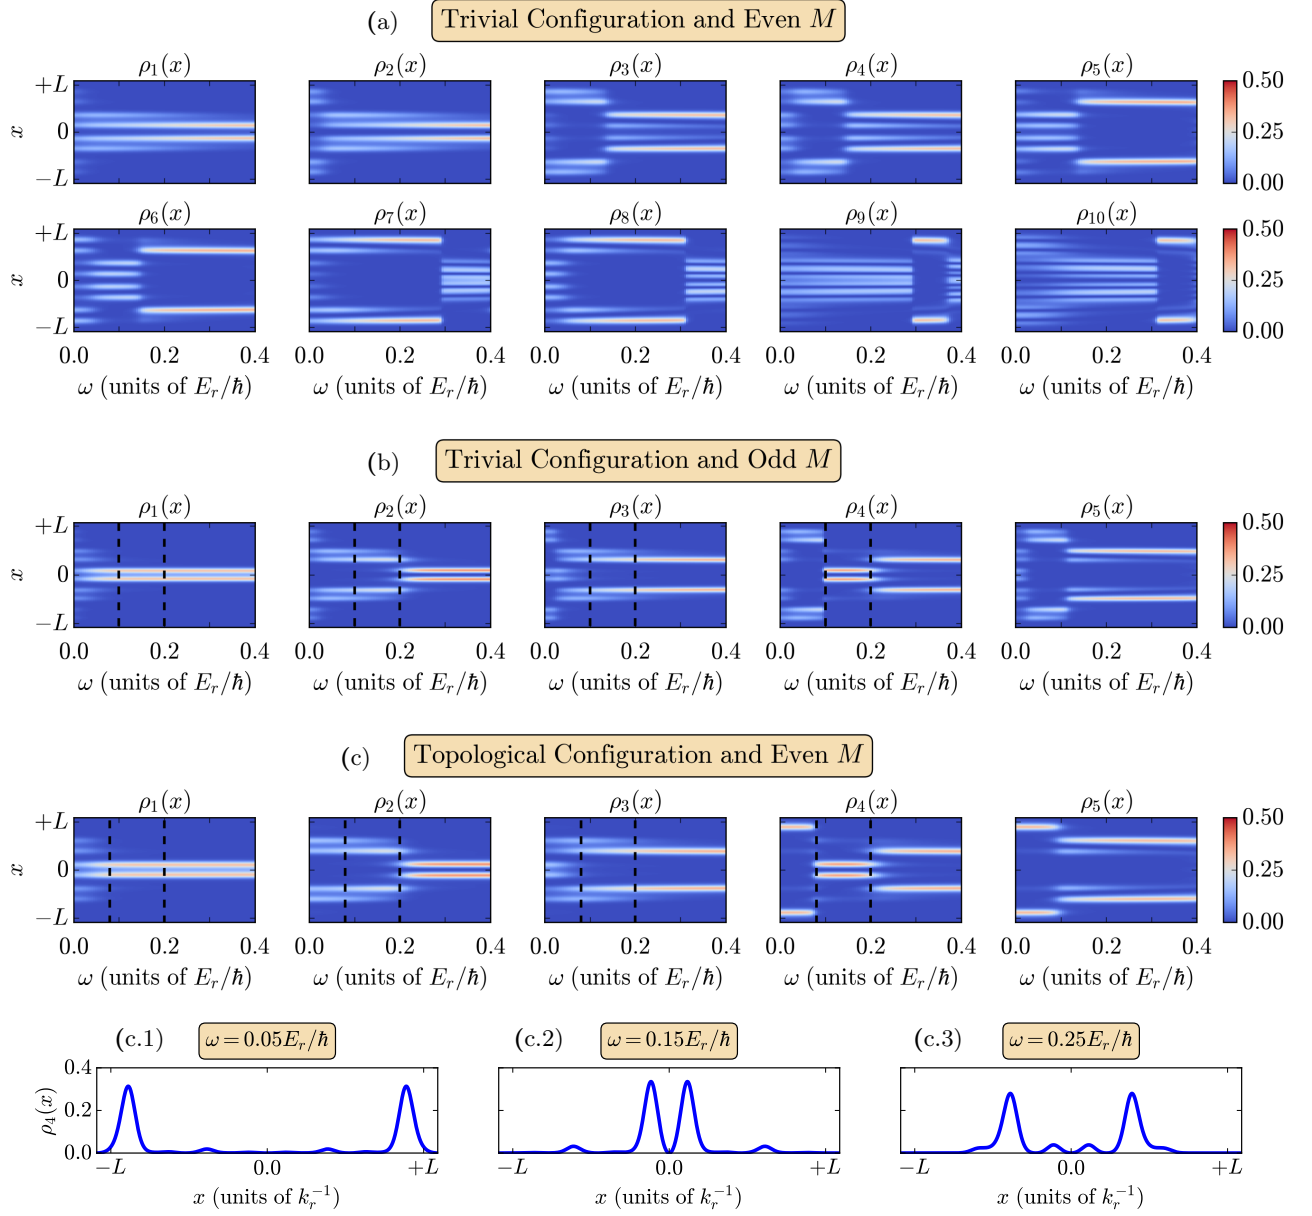 (a) Trivial Configuration and Even M
ρ₁(x) ρ₂(x) ρ₃(x) ρ₄(x) ρ₅(x)
+L
x 0
−L
0.50
0.25
0.00
ρ₆(x) ρ₇(x) ρ₈(x) ρ₉(x) ρ₁₀(x)
+L
x 0
−L
0.50
0.25
0.00
0.0 0.2 0.4 0.0 0.2 0.4 0.0 0.2 0.4 0.0 0.2 0.4 0.0 0.2 0.4
ω (units of Eᵣ/ħ) ω (units of Eᵣ/ħ) ω (units of Eᵣ/ħ) ω (units of Eᵣ/ħ) ω (units of Eᵣ/ħ)
(b) Trivial Configuration and Odd M
ρ₁(x) ρ₂(x) ρ₃(x) ρ₄(x) ρ₅(x)
+L
x 0
−L
0.50
0.25
0.00
0.0 0.2 0.4 0.0 0.2 0.4 0.0 0.2 0.4 0.0 0.2 0.4 0.0 0.2 0.4
ω (units of Eᵣ/ħ) ω (units of Eᵣ/ħ) ω (units of Eᵣ/ħ) ω (units of Eᵣ/ħ) ω (units of Eᵣ/ħ)
(c) Topological Configuration and Even M
ρ₁(x) ρ₂(x) ρ₃(x) ρ₄(x) ρ₅(x)
+L
x 0
−L
0.50
0.25
0.00
0.0 0.2 0.4 0.0 0.2 0.4 0.0 0.2 0.4 0.0 0.2 0.4 0.0 0.2 0.4
ω (units of Eᵣ/ħ) ω (units of Eᵣ/ħ) ω (units of Eᵣ/ħ) ω (units of Eᵣ/ħ) ω (units of Eᵣ/ħ)
(c.1) ω = 0.05Eᵣ/ħ (c.2) ω = 0.15Eᵣ/ħ (c.3) ω = 0.25Eᵣ/ħ
0.4
ρ₄(x) 0.2
0.0
−L 0.0 +L −L 0.0 +L −L 0.0 +L
x (units of kᵣ⁻¹) x (units of kᵣ⁻¹) x (units of kᵣ⁻¹)